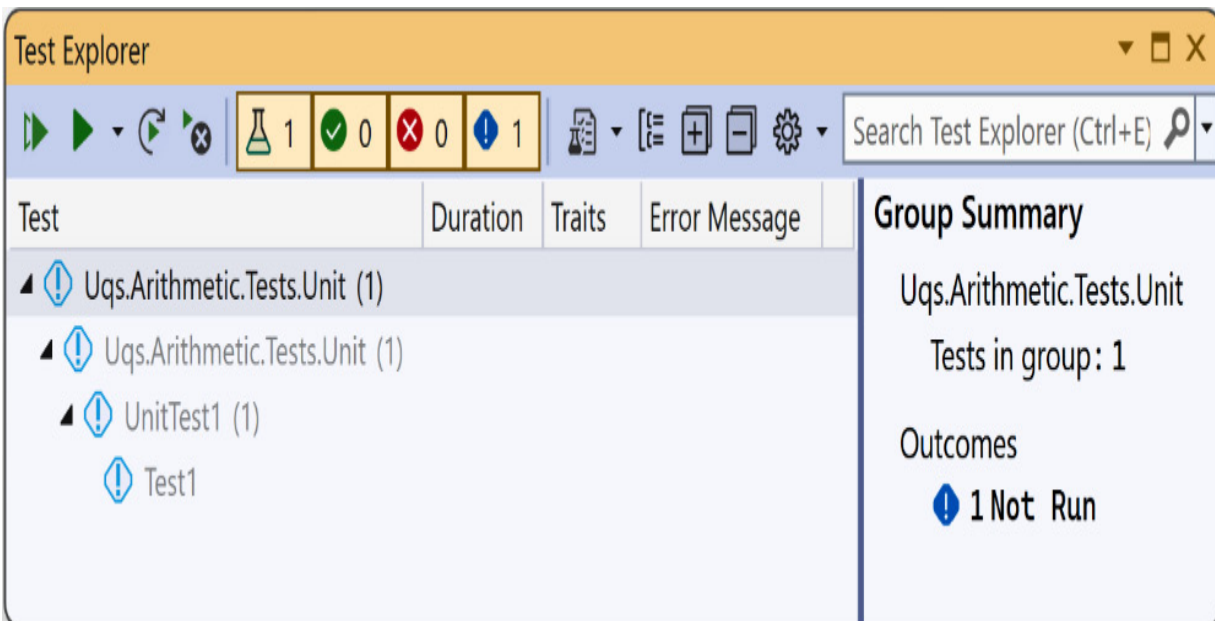 Test Explorer
1 0 0 1 Search Test Explorer (Ctrl+E)
Test Duration Traits Error Message
Uqs.Arithmetic.Tests.Unit (1)
Uqs.Arithmetic.Tests.Unit (1)
UnitTest1 (1)
Test1
Group Summary
Uqs.Arithmetic.Tests.Unit
Tests in group: 1
Outcomes
1 Not Run